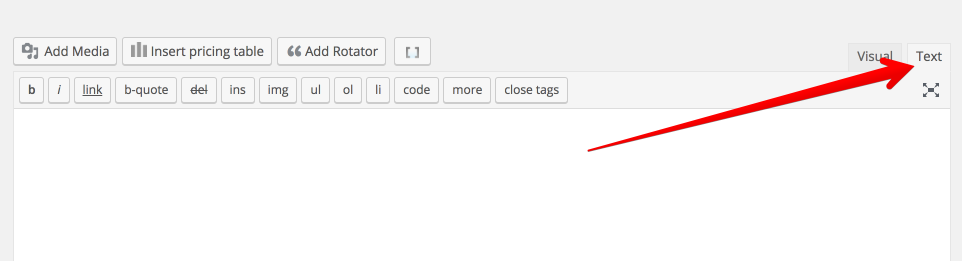 Add Media Insert pricing table Add Rotator [ ]
Visual Text
b i link b-quote del ins img ul ol li code more close tags